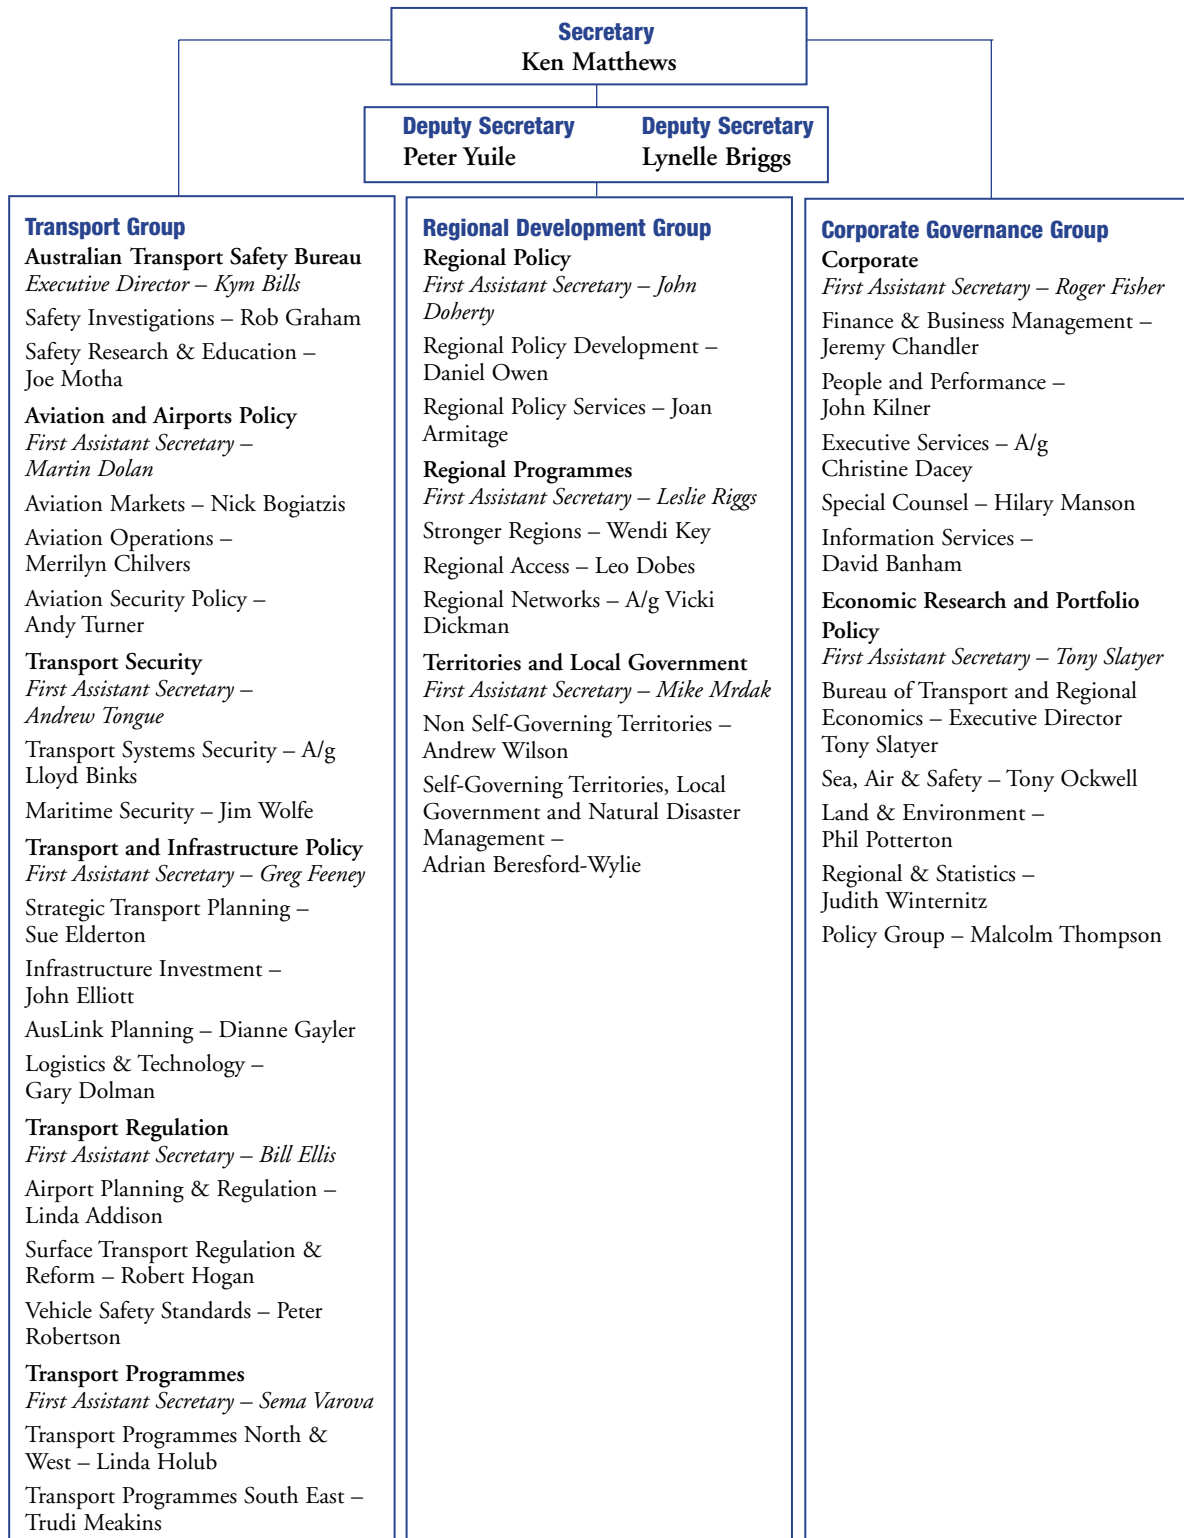 Secretary
Ken Matthews
Deputy Secretary
Peter Yuile
Deputy Secretary
Lynelle Briggs
Transport Group
Australian Transport Safety Bureau
Executive Director – Kym Bills
Safety Investigations – Rob Graham
Safety Research & Education –
Joe Motha
Aviation and Airports Policy
First Assistant Secretary –
Martin Dolan
Aviation Markets – Nick Bogiatzis
Aviation Operations –
Merrilyn Chilvers
Aviation Security Policy –
Andy Turner
Transport Security
First Assistant Secretary –
Andrew Tongue
Transport Systems Security – A/g
Lloyd Binks
Maritime Security – Jim Wolfe
Transport and Infrastructure Policy
First Assistant Secretary – Greg Feeney
Strategic Transport Planning –
Sue Elderton
Infrastructure Investment –
John Elliott
AusLink Planning – Dianne Gayler
Logistics & Technology –
Gary Dolman
Transport Regulation
First Assistant Secretary – Bill Ellis
Airport Planning & Regulation –
Linda Addison
Surface Transport Regulation &
Reform – Robert Hogan
Vehicle Safety Standards – Peter
Robertson
Transport Programmes
First Assistant Secretary – Sema Varova
Transport Programmes North &
West – Linda Holub
Transport Programmes South East –
Trudi Meakins
Regional Development Group
Regional Policy
First Assistant Secretary – John
Doherty
Regional Policy Development –
Daniel Owen
Regional Policy Services – Joan
Armitage
Regional Programmes
First Assistant Secretary – Leslie Riggs
Stronger Regions – Wendi Key
Regional Access – Leo Dobes
Regional Networks – A/g Vicki
Dickman
Territories and Local Government
First Assistant Secretary – Mike Mrdak
Non Self-Governing Territories –
Andrew Wilson
Self-Governing Territories, Local
Government and Natural Disaster
Management –
Adrian Beresford-Wylie
Corporate Governance Group
Corporate
First Assistant Secretary – Roger Fisher
Finance & Business Management –
Jeremy Chandler
People and Performance –
John Kilner
Executive Services – A/g
Christine Dacey
Special Counsel – Hilary Manson
Information Services –
David Banham
Economic Research and Portfolio
Policy
First Assistant Secretary – Tony Slatyer
Bureau of Transport and Regional
Economics – Executive Director
Tony Slatyer
Sea, Air & Safety – Tony Ockwell
Land & Environment –
Phil Potterton
Regional & Statistics –
Judith Winternitz
Policy Group – Malcolm Thompson